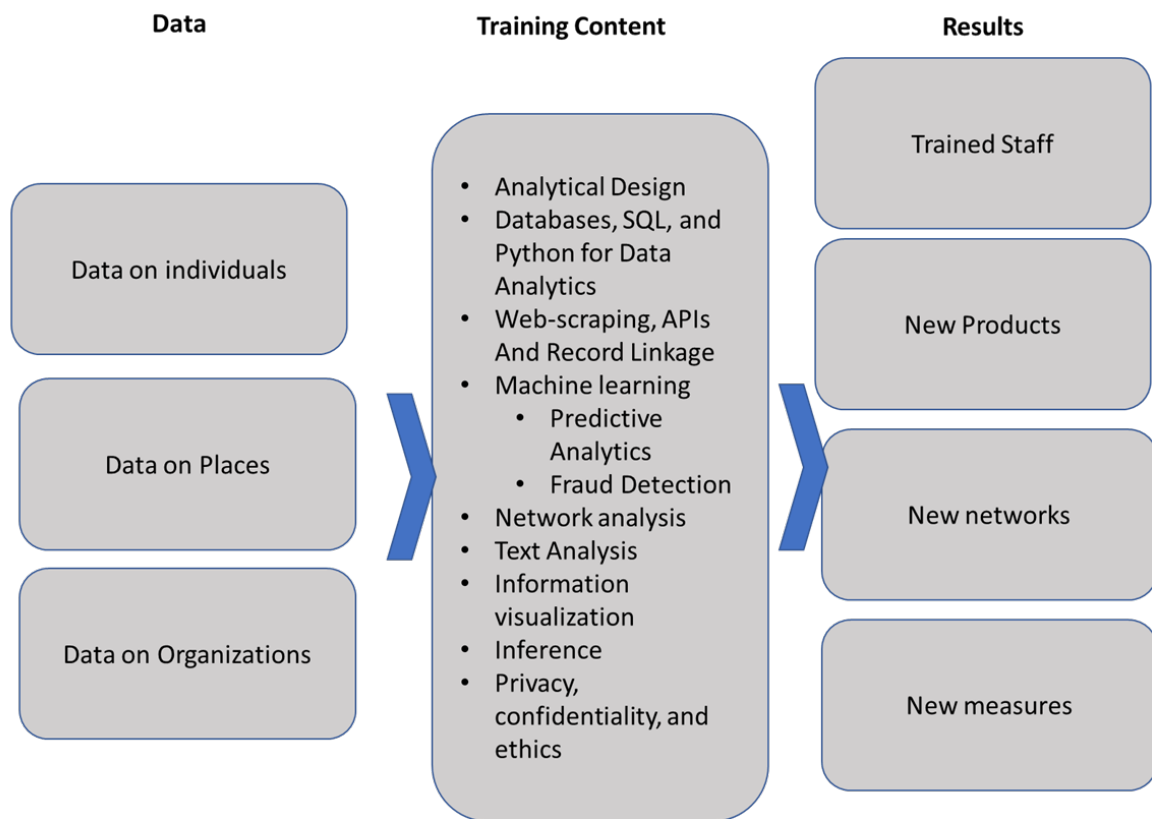 Data
Training Content
Results
Data on individuals
Data on Places
Data on Organizations
• Analytical Design
• Databases, SQL, and
Python for Data
Analytics
• Web-scraping, APIs
And Record Linkage
• Machine learning
• Predictive
Analytics
• Fraud Detection
• Network analysis
• Text Analysis
• Information
visualization
• Inference
• Privacy,
confidentiality, and
ethics
Trained Staff
New Products
New networks
New measures